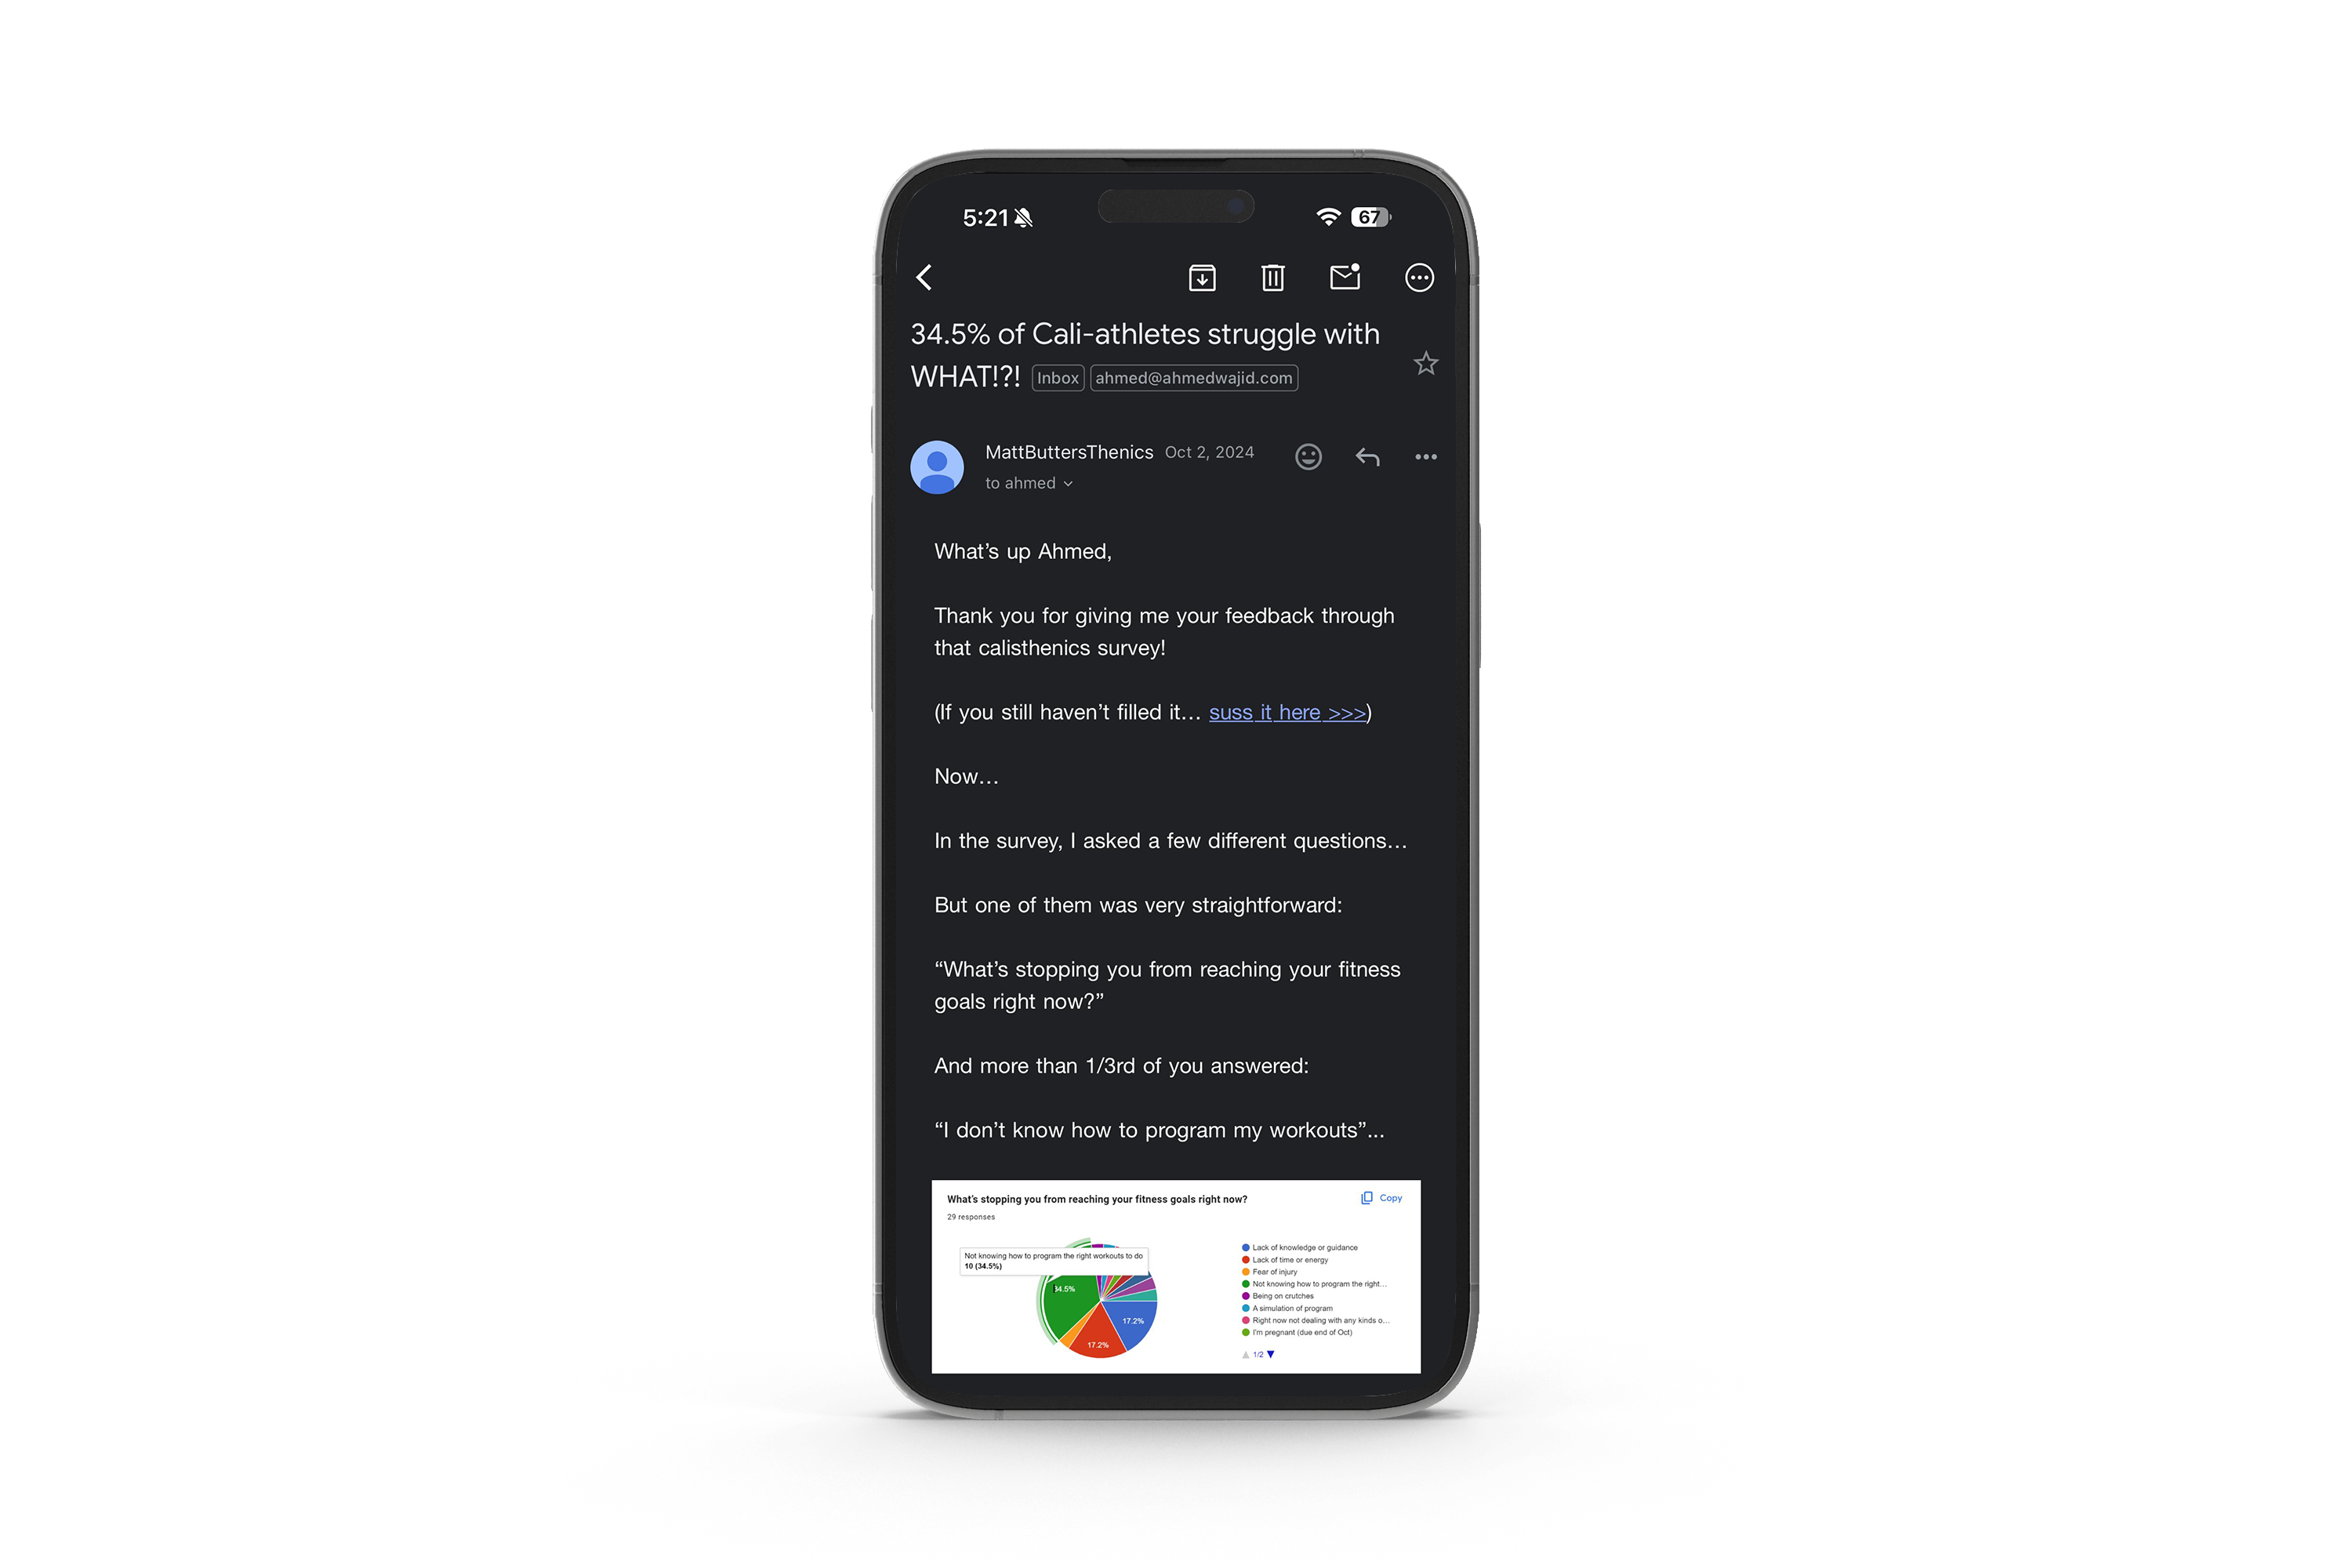 5:21
67
34.5% of Cali-athletes struggle with
WHAT!?! Inbox ahmed@ahmedwajid.com
MattButtersThenics Oct 2, 2024
to ahmed
What’s up Ahmed,
Thank you for giving me your feedback through
that calisthenics survey!
(If you still haven’t filled it… suss it here >>>)
Now…
In the survey, I asked a few different questions…
But one of them was very straightforward:
“What’s stopping you from reaching your fitness
goals right now?”
And more than 1/3rd of you answered:
“I don’t know how to program my workouts”...
What’s stopping you from reaching your fitness goals right now?
Copy
29 responses
Not knowing how to program the right workouts to do
10 (34.5%)
34.5%
17.2%
17.2%
Lack of knowledge or guidance
Lack of time or energy
Fear of injury
Not knowing how to program the right…
Being on crutches
A simulation of program
Right now not dealing with any kinds o…
I'm pregnant (due end of Oct)
1/2